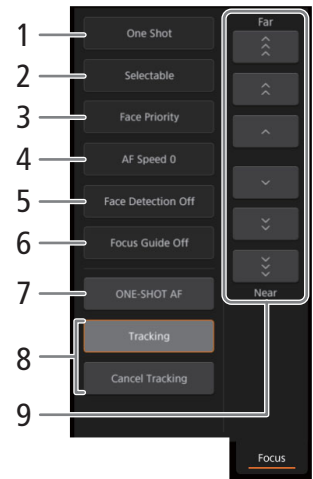 1 One Shot
2 Selectable
3 Face Priority
4 AF Speed 0
5 Face Detection Off
6 Focus Guide Off
7 ONE-SHOT AF
8 Tracking
Cancel Tracking
9
Far
Near
Focus